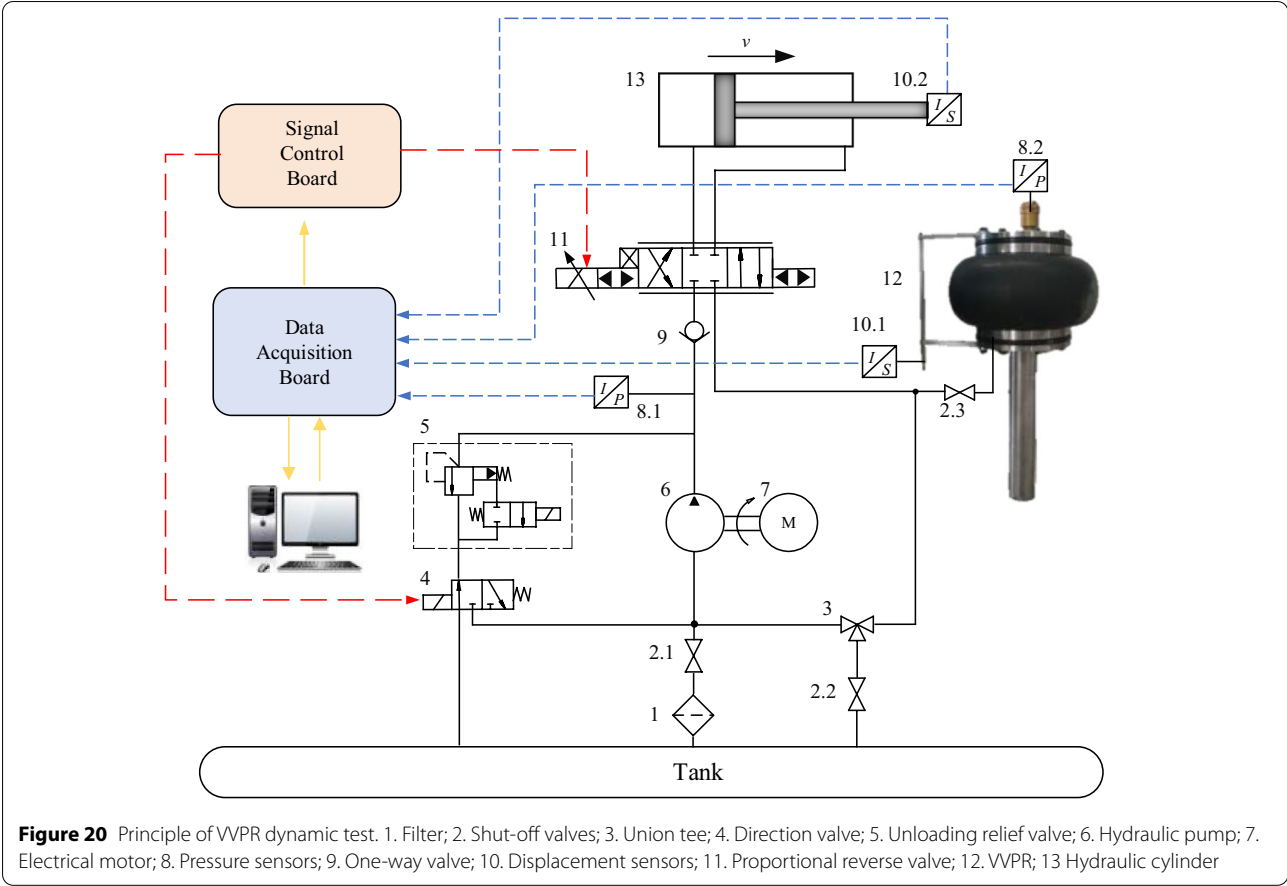 v
13
10.2
I/S
Signal
Control
Board
8.2
I/P
11
12
Data
Acquisition
Board
9
10.1
I/S
I/P
8.1
2.3
5
6
7
M
4
3
2.1
2.2
1
Tank
Figure 20 Principle of VVPR dynamic test. 1. Filter; 2. Shut-off valves; 3. Union tee; 4. Direction valve; 5. Unloading relief valve; 6. Hydraulic pump; 7.
Electrical motor; 8. Pressure sensors; 9. One-way valve; 10. Displacement sensors; 11. Proportional reverse valve; 12. VVPR; 13 Hydraulic cylinder